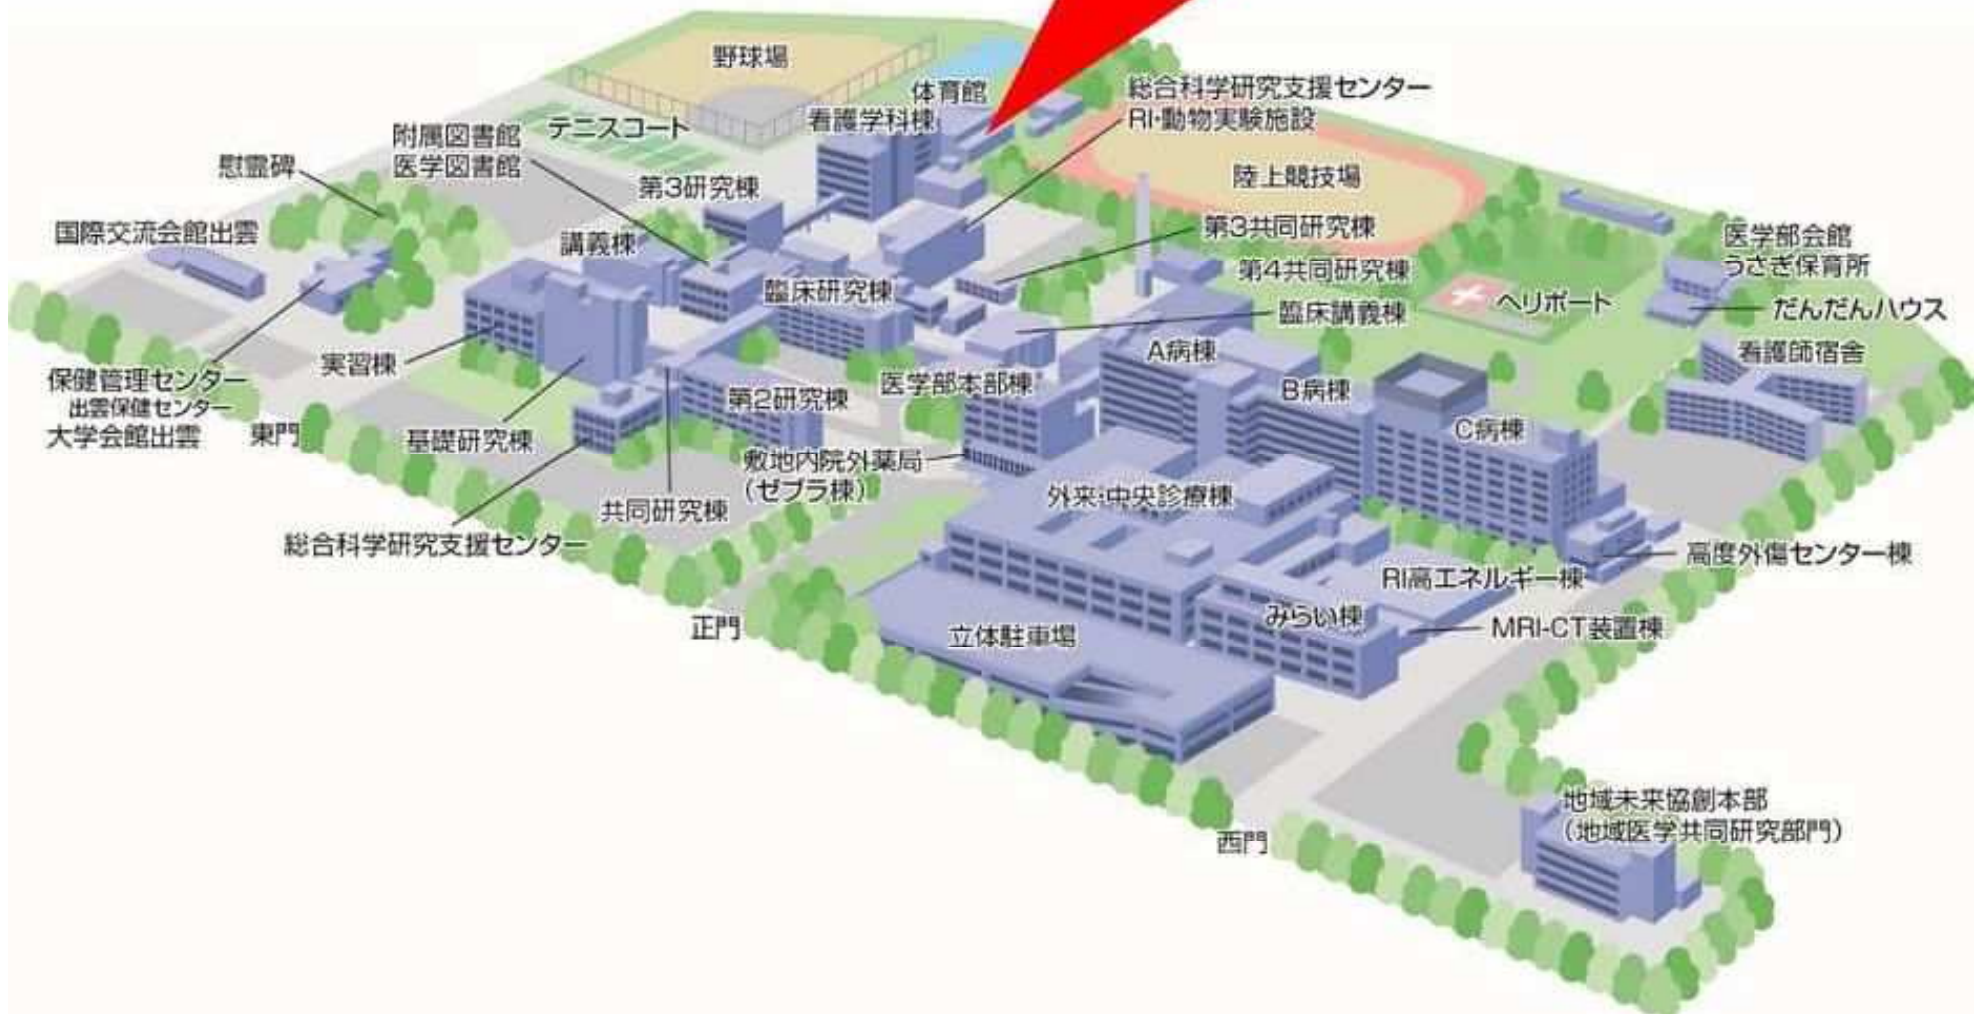 野球場
体育館
総合科学研究支援センター
RI・動物実験施設
看護学科棟
テニスコート
附属図書館
医学図書館
慰霊碑
第3研究棟
陸上競技場
国際交流会館出雲
講義棟
第3共同研究棟
医学部会館
うさぎ保育所
第4共同研究棟
臨床研究棟
ヘリポート
だんだんハウス
臨床講義棟
実習棟
A病棟
看護師宿舎
保健管理センター
出雲保健センター
大学会館出雲
医学部本部棟
B病棟
第2研究棟
C病棟
東門
基礎研究棟
敷地内院外薬局
(ゼブラ棟)
外来・中央診療棟
共同研究棟
総合科学研究支援センター
高度外傷センター棟
RI高エネルギー棟
みらい棟
正門
立体駐車場
MRI-CT装置棟
地域未来協創本部
(地域医学共同研究部門)
西門